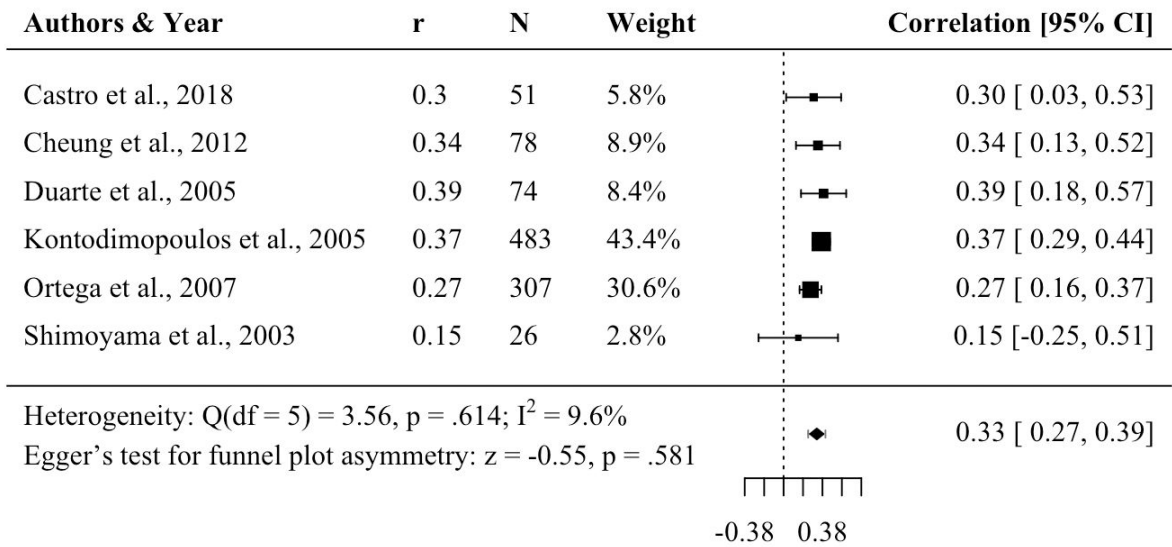 Authors & Year r N Weight Correlation [95% CI]
Castro et al., 2018 0.3 51 5.8% 0.30 [ 0.03, 0.53]
Cheung et al., 2012 0.34 78 8.9% 0.34 [ 0.13, 0.52]
Duarte et al., 2005 0.39 74 8.4% 0.39 [ 0.18, 0.57]
Kontodimopoulos et al., 2005 0.37 483 43.4% 0.37 [ 0.29, 0.44]
Ortega et al., 2007 0.27 307 30.6% 0.27 [ 0.16, 0.37]
Shimoyama et al., 2003 0.15 26 2.8% 0.15 [-0.25, 0.51]
Heterogeneity: Q(df = 5) = 3.56, p = .614; I² = 9.6%
0.33 [ 0.27, 0.39]
Egger’s test for funnel plot asymmetry: z = -0.55, p = .581
-0.38 0.38